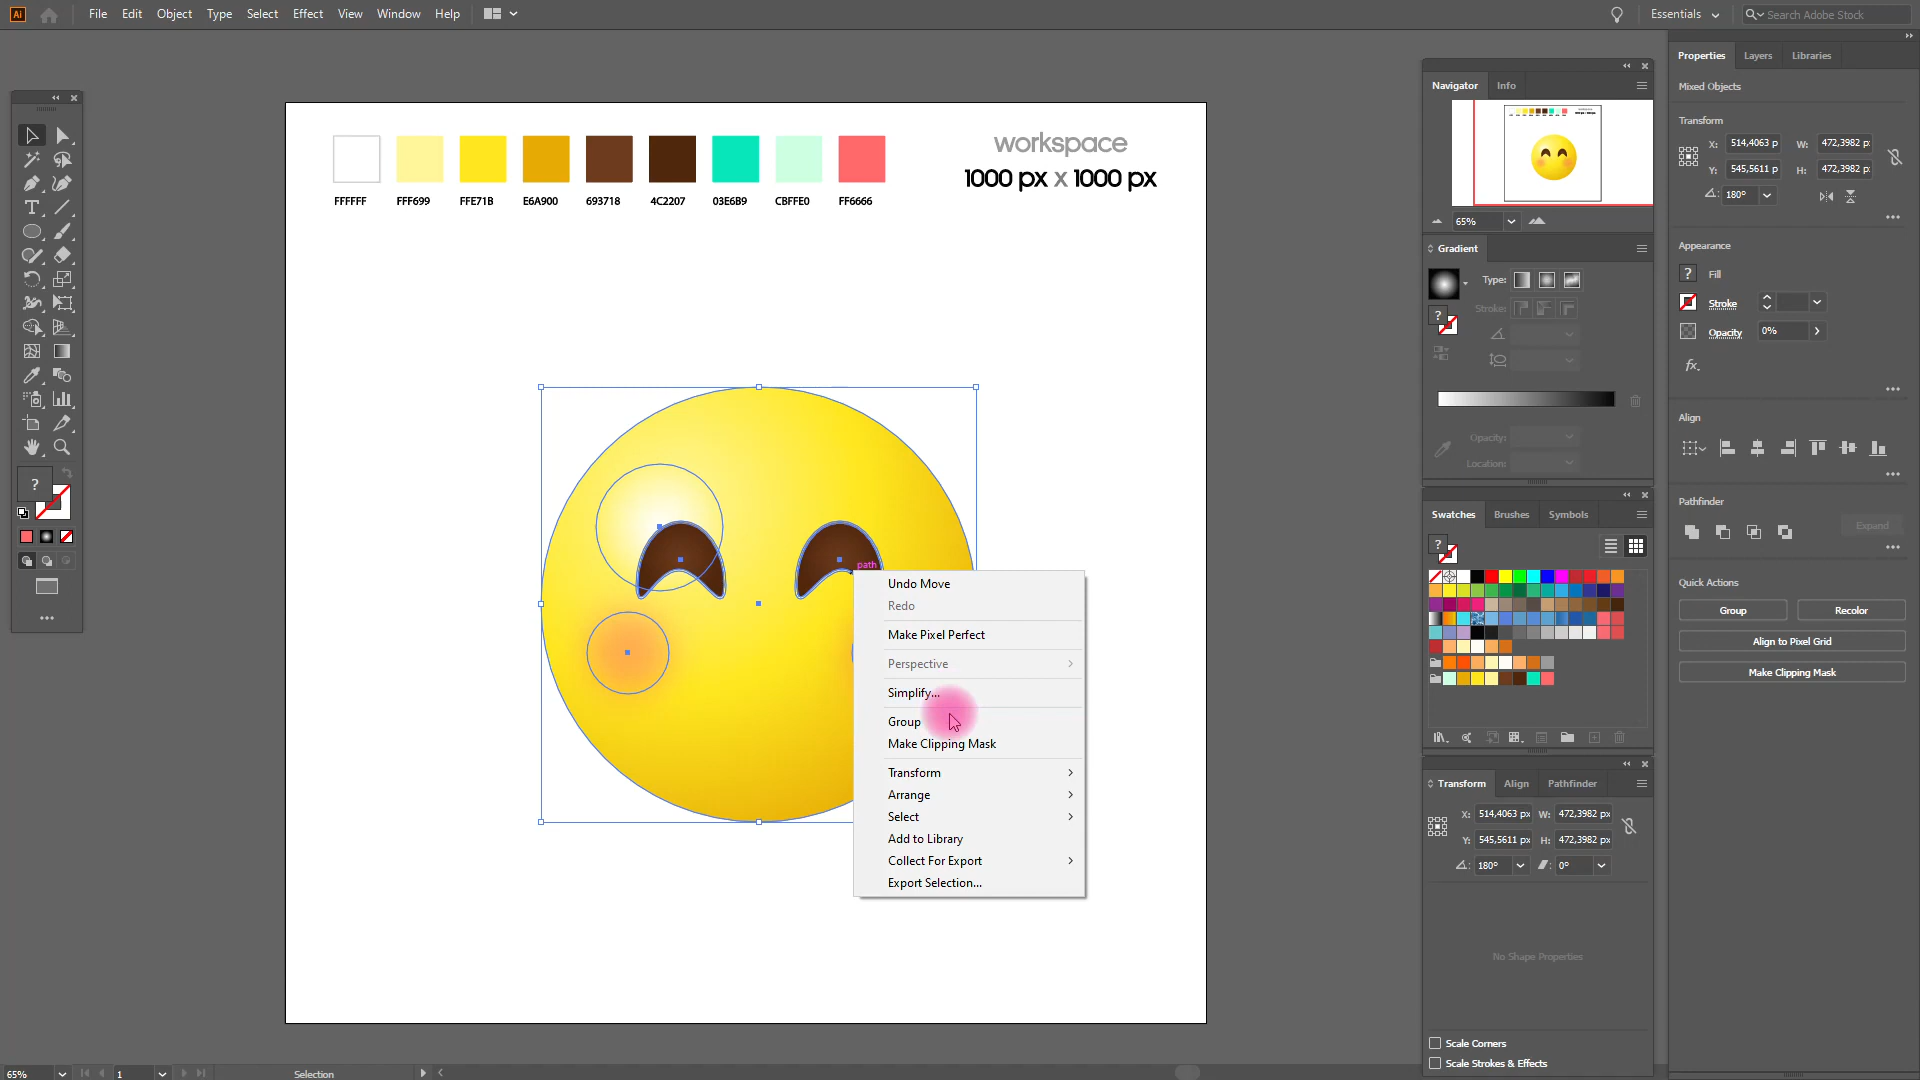 Ai File Edit Object Type Select Effect View Window Help Essentials Search Adobe Stock
FFFFFF FFF699 FFE71B E6A900 693718 4C2207 03E6B9 CBFFE0 FF6666
workspace
1000 px x 1000 px
path
Undo Move
Redo
Make Pixel Perfect
Perspective
Simplify...
Group
Make Clipping Mask
Transform
Arrange
Select
Add to Library
Collect For Export
Export Selection...
Navigator Info
65%
Gradient
Type:
Stroke:
Opacity:
Location:
Swatches Brushes Symbols
Transform Align Pathfinder
X: 514,4063 px W: 472,3982 px
Y: 545,5611 px H: 472,3982 px
180° 0°
No Shape Properties
Scale Corners
Scale Strokes & Effects
Properties Layers Libraries
Mixed Objects
Transform
X: 514,4063 p W: 472,3982 p
Y: 545,5611 p H: 472,3982 p
180°
Appearance
? Fill
Stroke
Opacity 0%
fx.
Align
Pathfinder
Expand
Quick Actions
Group Recolor
Align to Pixel Grid
Make Clipping Mask
65% 1 Selection